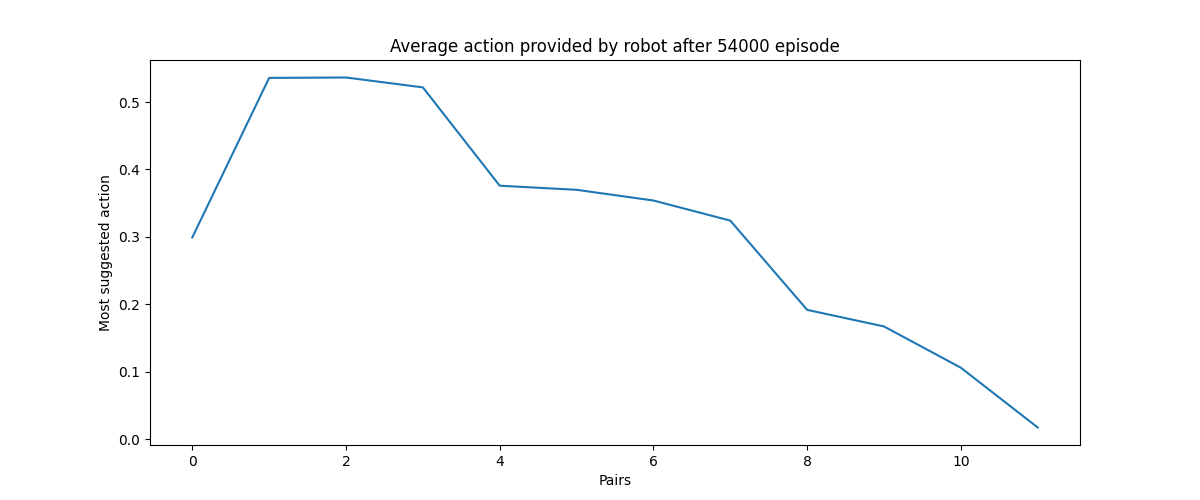 Average action provided by robot after 54000 episode
Most suggested action
0.5
0.4
0.3
0.2
0.1
0.0
0 2 4 6 8 10
Pairs